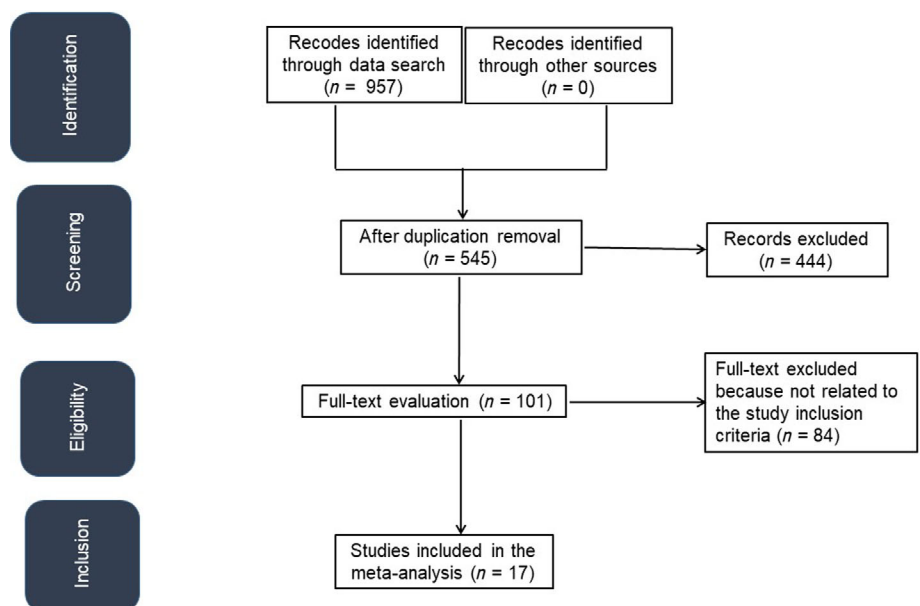 Identification
Recodes identified
through data search
(n = 957)
Recodes identified
through other sources
(n = 0)
Screening
After duplication removal
(n = 545)
Records excluded
(n = 444)
Eligibility
Full-text evaluation (n = 101)
Full-text excluded
because not related to
the study inclusion
criteria (n = 84)
Inclusion
Studies included in the
meta-analysis (n = 17)